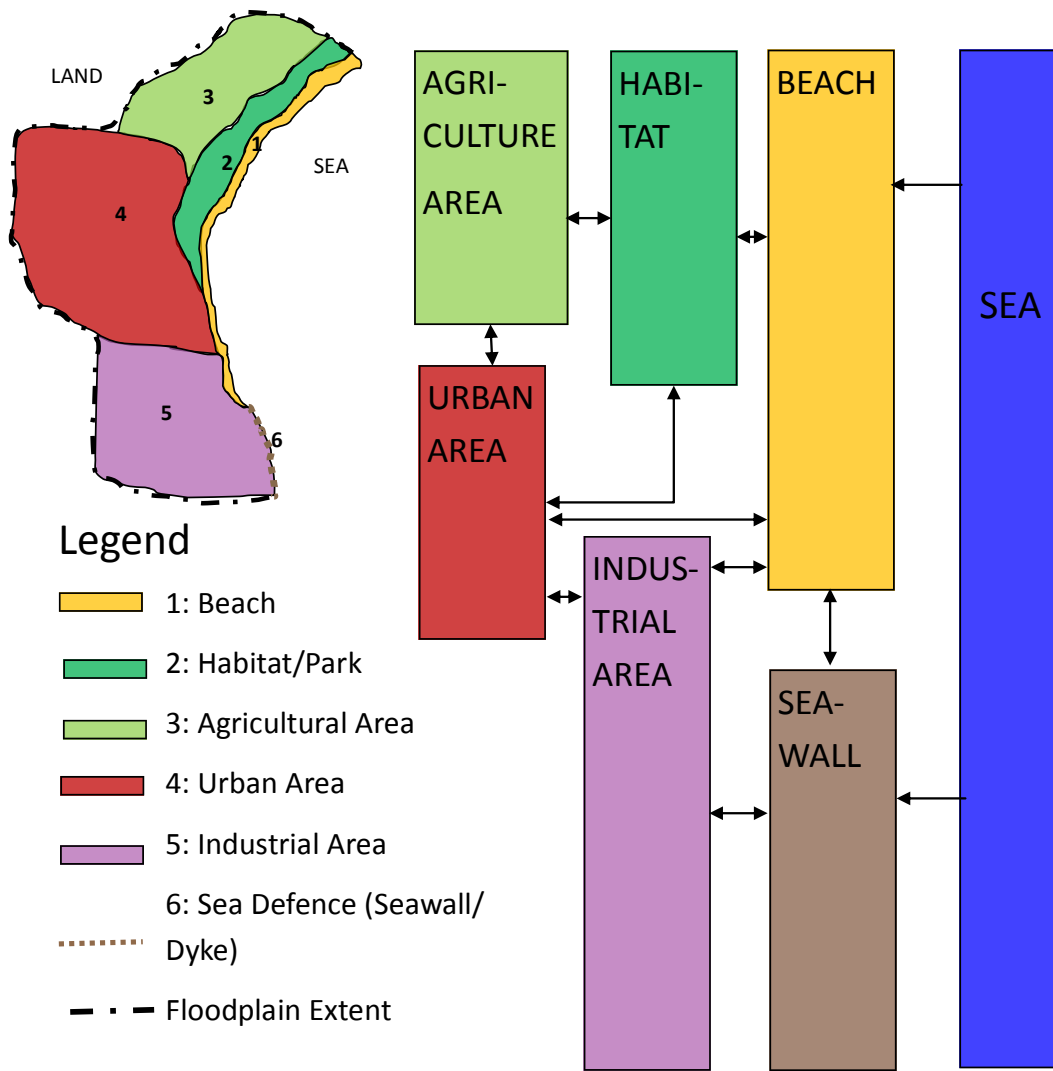 LAND
SEA
3
2
1
4
5
6
Legend
1: Beach
2: Habitat/Park
3: Agricultural Area
4: Urban Area
5: Industrial Area
6: Sea Defence (Seawall/
Dyke)
Floodplain Extent
AGRI-
CULTURE
AREA
HABI-
TAT
BEACH
SEA
URBAN
AREA
INDUS-
TRIAL
AREA
SEA-
WALL